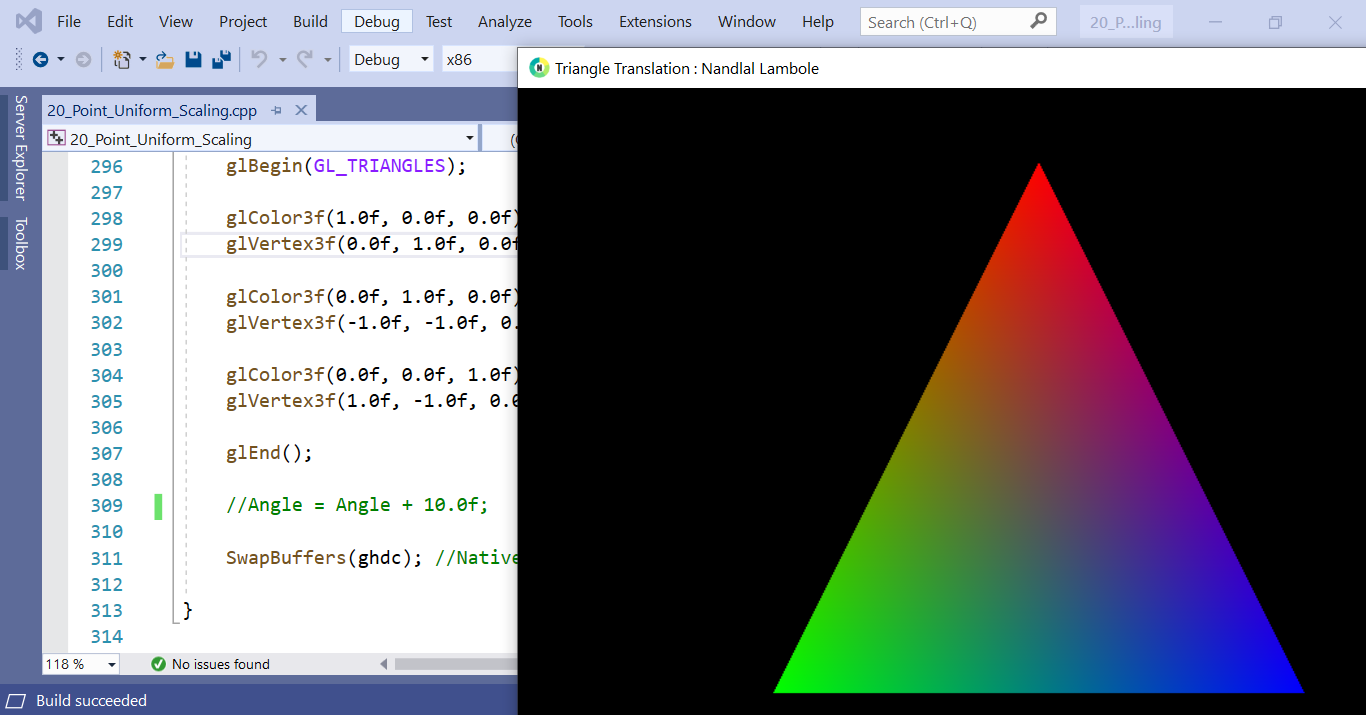 File Edit View Project Build Debug Test Analyze Tools Extensions Window Help Search (Ctrl+Q) 20_P...ling
Debug x86
Triangle Translation : Nandlal Lambole
Server Explorer
Toolbox
20_Point_Uniform_Scaling.cpp
20_Point_Uniform_Scaling
296 glBegin(GL_TRIANGLES);
297
298 glColor3f(1.0f, 0.0f, 0.0f)
299 glVertex3f(0.0f, 1.0f, 0.0f
300
301 glColor3f(0.0f, 1.0f, 0.0f)
302 glVertex3f(-1.0f, -1.0f, 0.
303
304 glColor3f(0.0f, 0.0f, 1.0f)
305 glVertex3f(1.0f, -1.0f, 0.0
306
307 glEnd();
308
309 //Angle = Angle + 10.0f;
310
311 SwapBuffers(ghdc); //Native
312
313 }
314
118 % No issues found
Build succeeded